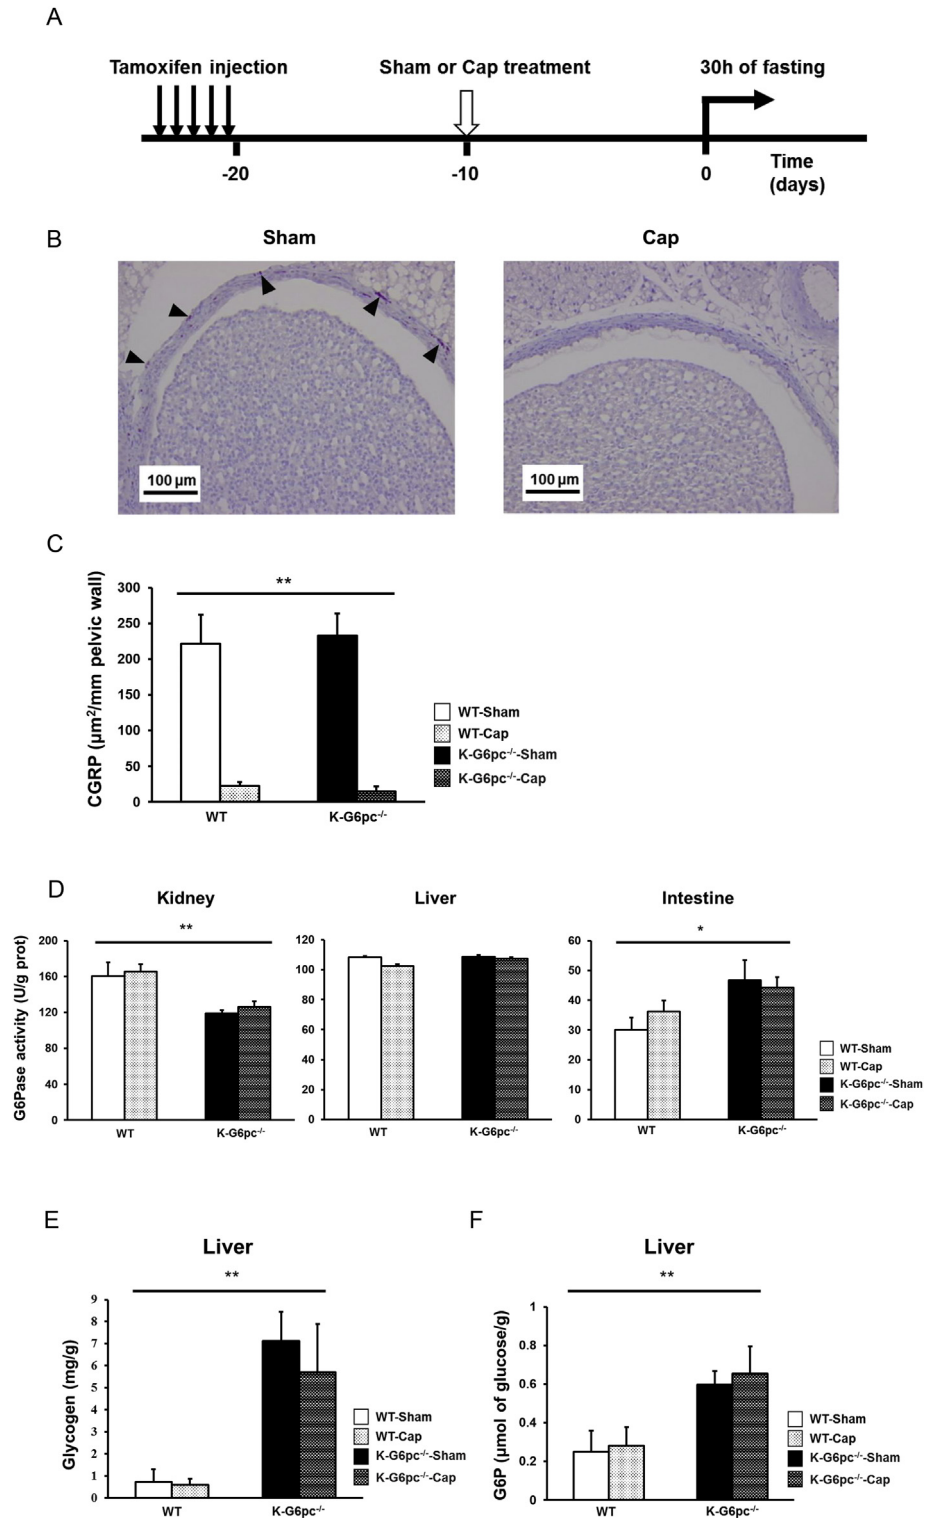 A
Tamoxifen injection
Sham or Cap treatment
30h of fasting
-20
-10
0
Time
(days)
B
Sham
Cap
100 µm
100 µm
C
**
CGRP (µm²/mm pelvic wall)
300
250
200
150
100
50
0
WT
K-G6pc⁻/⁻
WT-Sham
WT-Cap
K-G6pc⁻/⁻-Sham
K-G6pc⁻/⁻-Cap
D
Kidney
Liver
Intestine
**
*
G6Pase activity (U/g prot)
200
160
120
80
40
0
WT
K-G6pc⁻/⁻
120
100
80
60
40
20
0
WT
K-G6pc⁻/⁻
60
50
40
30
20
10
0
WT
K-G6pc⁻/⁻
WT-Sham
WT-Cap
K-G6pc⁻/⁻-Sham
K-G6pc⁻/⁻-Cap
E
Liver
**
Glycogen (mg/g)
9
8
7
6
5
4
3
2
1
0
WT
K-G6pc⁻/⁻
WT-Sham
WT-Cap
K-G6pc⁻/⁻-Sham
K-G6pc⁻/⁻-Cap
F
Liver
**
G6P (µmol of glucose/g)
1
0.8
0.6
0.4
0.2
0
WT
K-G6pc⁻/⁻
WT-Sham
WT-Cap
K-G6pc⁻/⁻-Sham
K-G6pc⁻/⁻-Cap